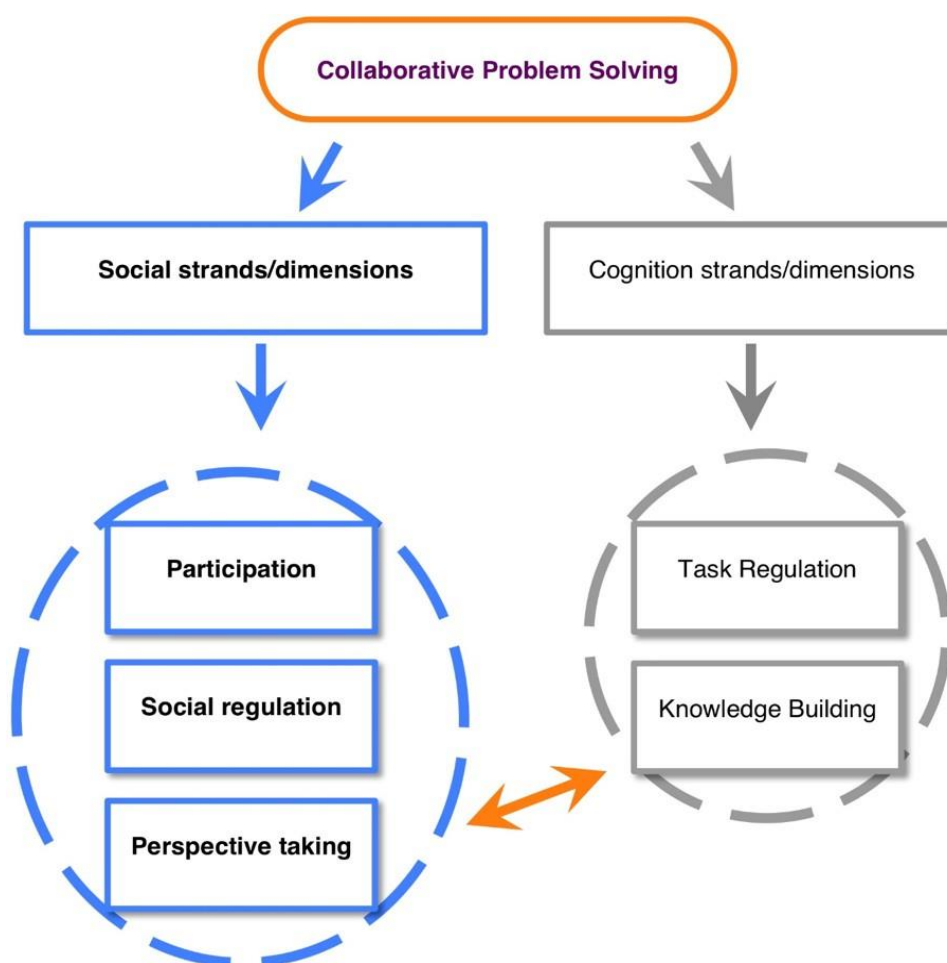 Collaborative Problem Solving
Social strands/dimensions
Cognition strands/dimensions
Participation
Social regulation
Perspective taking
Task Regulation
Knowledge Building